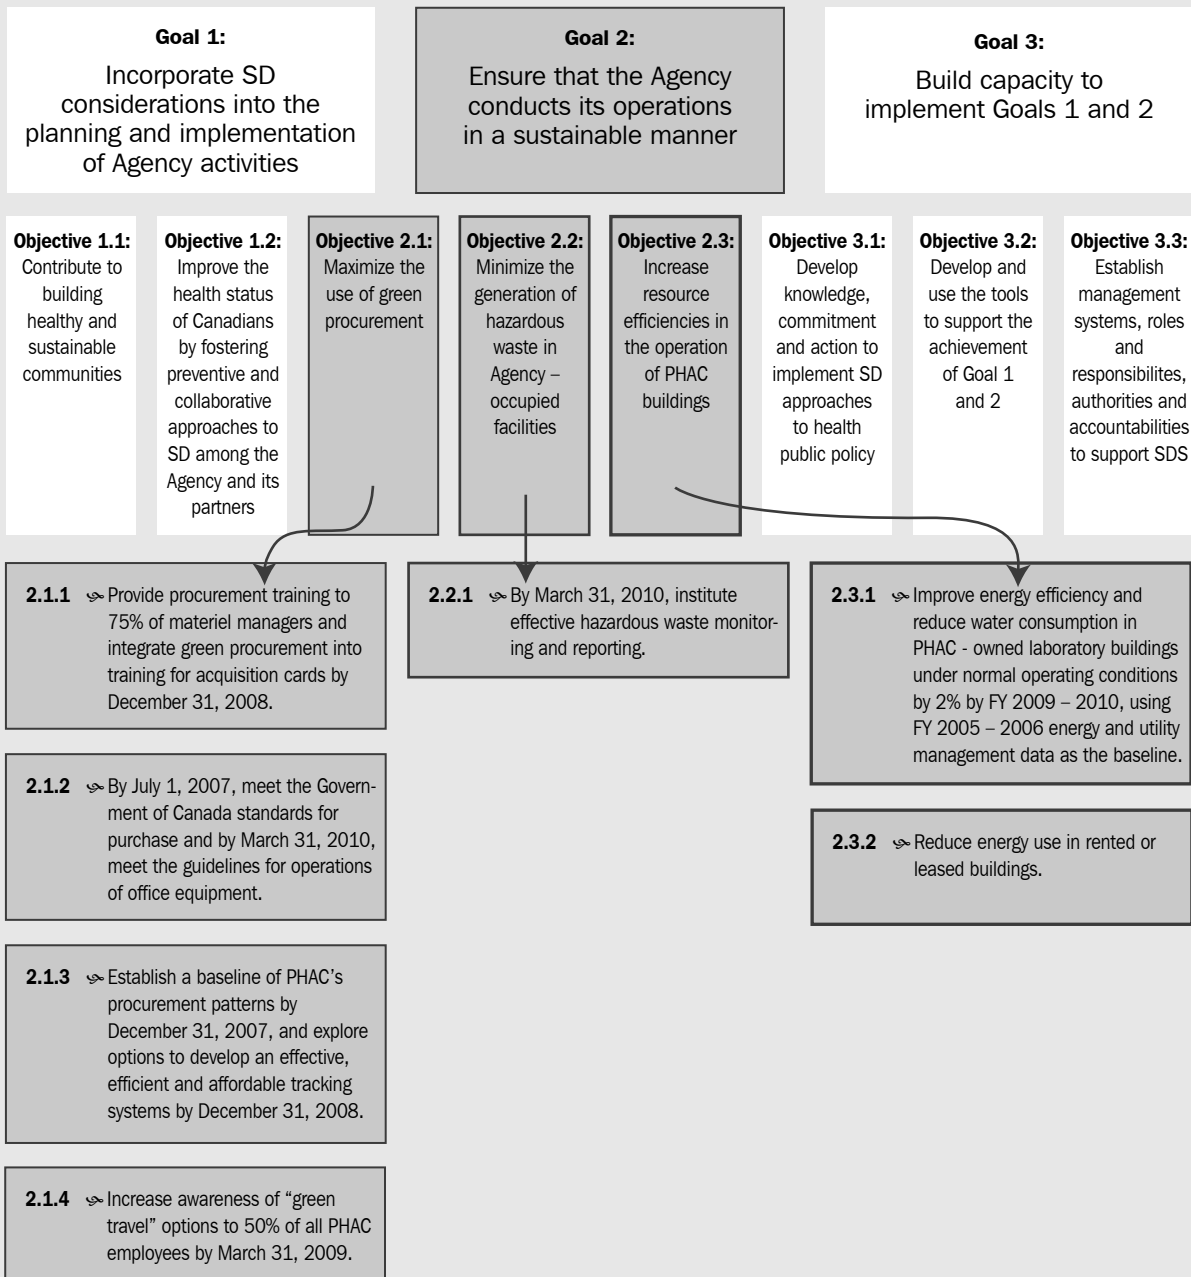 Goal 1:
Incorporate SD
considerations into the
planning and implementation
of Agency activities
Goal 2:
Ensure that the Agency
conducts its operations
in a sustainable manner
Goal 3:
Build capacity to
implement Goals 1 and 2
Objective 1.1:
Contribute to
building
healthy and
sustainable
communities
Objective 1.2:
Improve the
health status
of Canadians
by fostering
preventive and
collaborative
approaches to
SD among the
Agency and its
partners
Objective 2.1:
Maximize the
use of green
procurement
Objective 2.2:
Minimize the
generation of
hazardous
waste in
Agency –
occupied
facilities
Objective 2.3:
Increase
resource
efficiencies in
the operation
of PHAC
buildings
Objective 3.1:
Develop
knowledge,
commitment
and action to
implement SD
approaches
to health
public policy
Objective 3.2:
Develop and
use the tools
to support the
achievement
of Goal 1
and 2
Objective 3.3:
Establish
management
systems, roles
and
responsibilites,
authorities and
accountabilities
to support SDS
2.1.1 Provide procurement training to
75% of materiel managers and
integrate green procurement into
training for acquisition cards by
December 31, 2008.
2.1.2 By July 1, 2007, meet the Govern-
ment of Canada standards for
purchase and by March 31, 2010,
meet the guidelines for operations
of office equipment.
2.1.3 Establish a baseline of PHAC's
procurement patterns by
December 31, 2007, and explore
options to develop an effective,
efficient and affordable tracking
systems by December 31, 2008.
2.1.4 Increase awareness of “green
travel” options to 50% of all PHAC
employees by March 31, 2009.
2.2.1 By March 31, 2010, institute
effective hazardous waste monitor-
ing and reporting.
2.3.1 Improve energy efficiency and
reduce water consumption in
PHAC - owned laboratory buildings
under normal operating conditions
by 2% by FY 2009 – 2010, using
FY 2005 – 2006 energy and utility
management data as the baseline.
2.3.2 Reduce energy use in rented or
leased buildings.